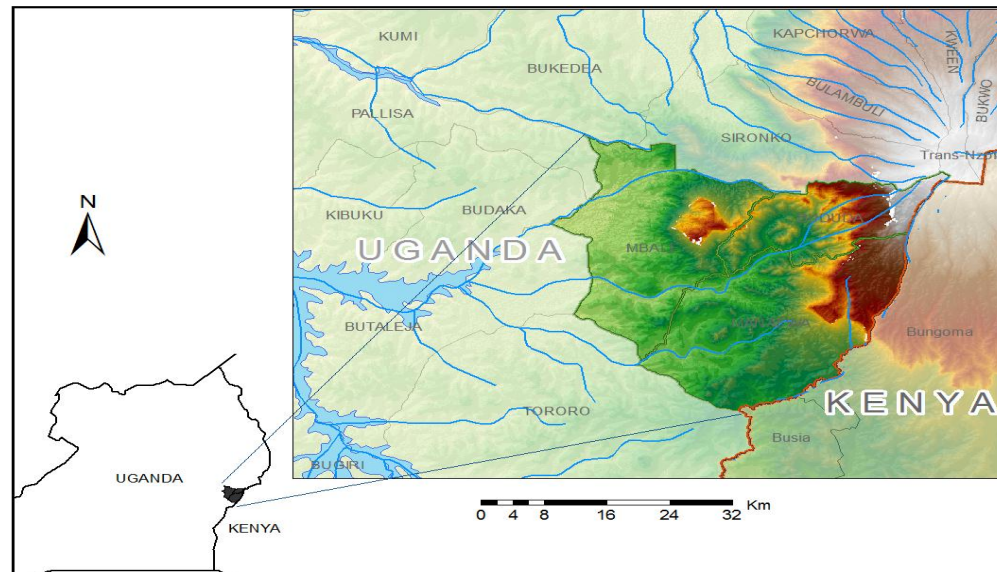 KUMI
KAPCHORWA
KWEEN
BUKEDEA
BULAMBULI
BUKWO
PALLISA
SIRONKO
Trans-Nzoi
N
KIBUKU
BUDAKA
UGANDA
BUTALEJA
Bungoma
KENYA
TORORO
Busia
BUGIRI
UGANDA
KENYA
0 4 8 16 24 32 Km